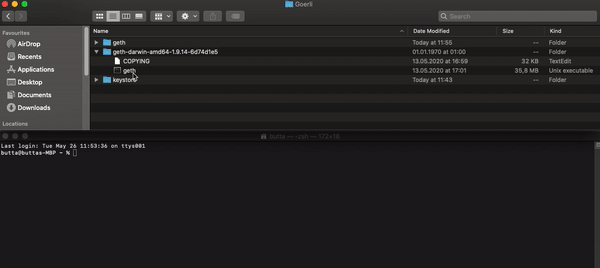 Goerli
Search
Favourites
Name Date Modified Size Kind
AirDrop
geth Today at 11:55 -- Folder
Recents
geth-darwin-amd64-1.9.14-6d74d1e5 01.01.1970 at 01:00 -- Folder
Applications
COPYING 13.05.2020 at 16:59 32 KB TextEdit
Desktop
geth 13.05.2020 at 17:01 35,8 MB Unix executable
Documents
keystore Today at 11:43 -- Folder
Downloads
Locations
butta — -zsh — 172×10
Last login: Tue May 26 11:53:36 on ttys001
butta@buttas-MBP ~ %